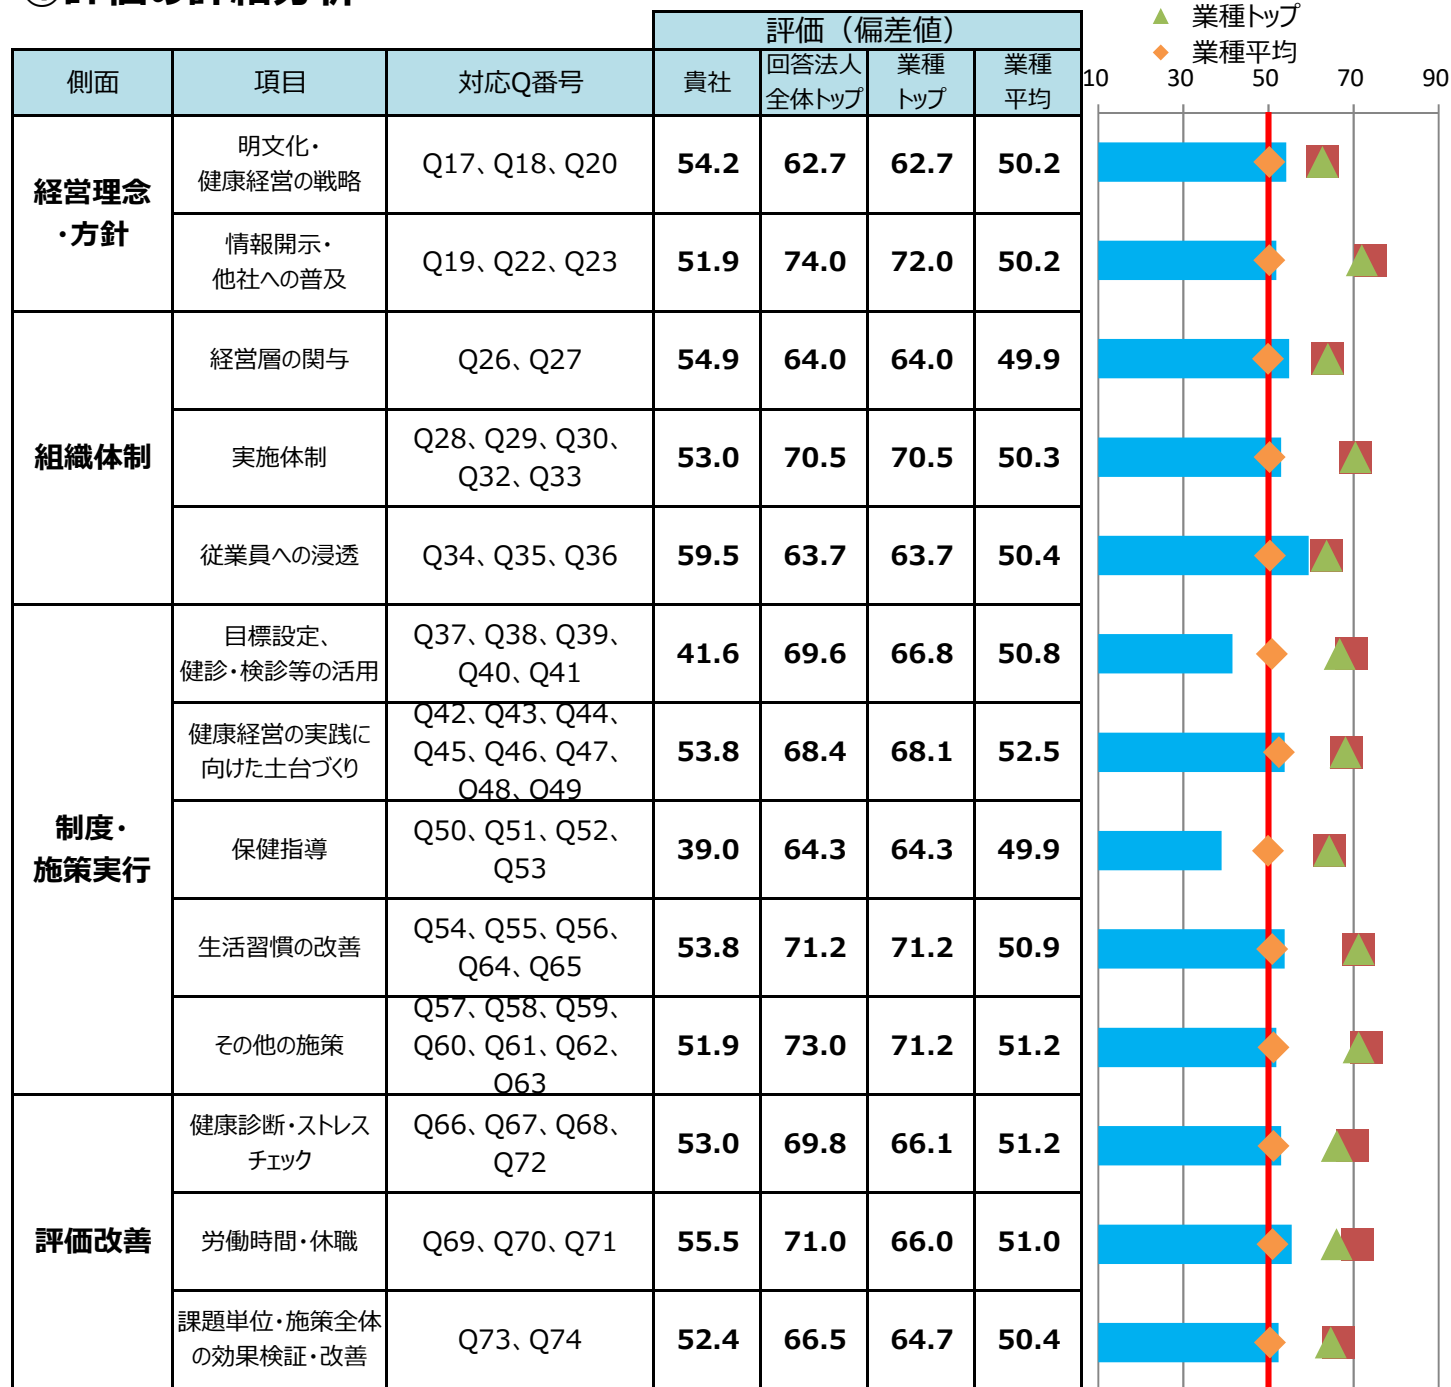 ①評価の詳細分析
▲ 業種トップ
◆ 業種平均
評価（偏差値）
側面 項目 対応Q番号 貴社 回答法人全体トップ 業種トップ 業種平均
10 30 50 70 90
経営理念・方針
明文化・健康経営の戦略 Q17、Q18、Q20 54.2 62.7 62.7 50.2
情報開示・他社への普及 Q19、Q22、Q23 51.9 74.0 72.0 50.2
組織体制
経営層の関与 Q26、Q27 54.9 64.0 64.0 49.9
実施体制 Q28、Q29、Q30、Q32、Q33 53.0 70.5 70.5 50.3
従業員への浸透 Q34、Q35、Q36 59.5 63.7 63.7 50.4
制度・施策実行
目標設定、健診・検診等の活用 Q37、Q38、Q39、Q40、Q41 41.6 69.6 66.8 50.8
健康経営の実践に向けた土台づくり Q42、Q43、Q44、Q45、Q46、Q47、Q48、Q49 53.8 68.4 68.1 52.5
保健指導 Q50、Q51、Q52、Q53 39.0 64.3 64.3 49.9
生活習慣の改善 Q54、Q55、Q56、Q64、Q65 53.8 71.2 71.2 50.9
その他の施策 Q57、Q58、Q59、Q60、Q61、Q62、Q63 51.9 73.0 71.2 51.2
評価改善
健康診断・ストレスチェック Q66、Q67、Q68、Q72 53.0 69.8 66.1 51.2
労働時間・休職 Q69、Q70、Q71 55.5 71.0 66.0 51.0
課題単位・施策全体の効果検証・改善 Q73、Q74 52.4 66.5 64.7 50.4